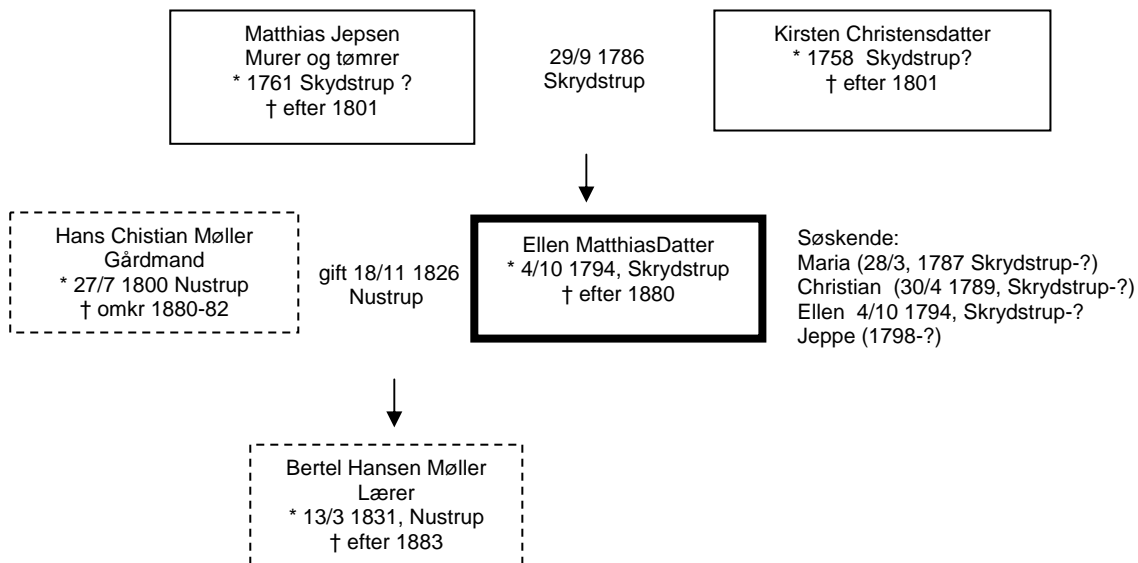 Matthias Jepsen
Murer og tømrer
* 1761 Skydstrup ?
† efter 1801
29/9 1786
Skrydstrup
Kirsten Christensdatter
* 1758  Skydstrup?
† efter 1801
Hans Chistian Møller
Gårdmand
* 27/7 1800 Nustrup
† omkr 1880-82
gift 18/11 1826
Nustrup
Ellen MatthiasDatter
* 4/10 1794, Skrydstrup
† efter 1880
Søskende:
Maria (28/3, 1787 Skrydstrup-?)
Christian  (30/4 1789, Skrydstrup-?)
Ellen  4/10 1794, Skrydstrup-?
Jeppe (1798-?)
Bertel Hansen Møller
Lærer
* 13/3 1831, Nustrup
† efter 1883